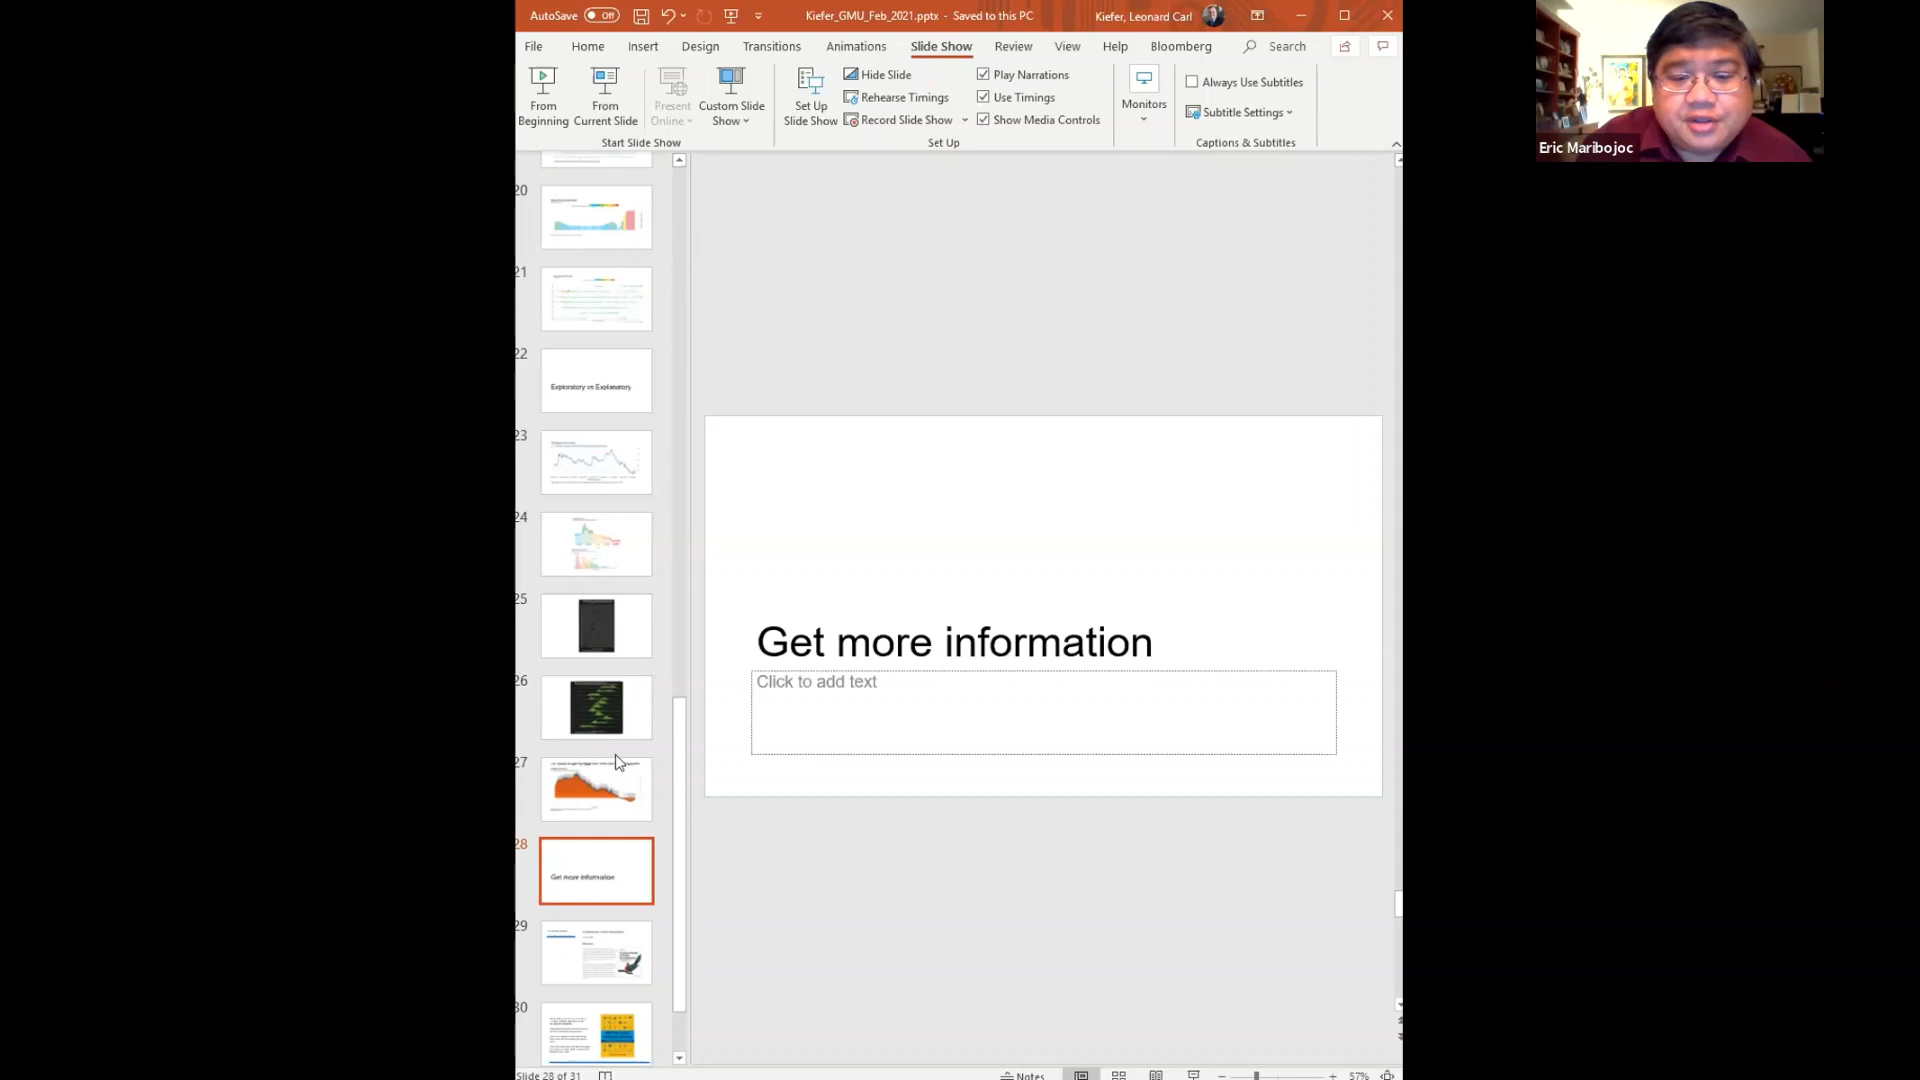 AutoSave Off Kiefer_GMU_Feb_2021.pptx - Saved to this PC Kiefer, Leonard Carl
File Home Insert Design Transitions Animations Slide Show Review View Help Bloomberg Search
From Beginning
From Current Slide
Present Online
Custom Slide Show
Start Slide Show
Set Up Slide Show
Hide Slide
Rehearse Timings
Record Slide Show
Play Narrations
Use Timings
Show Media Controls
Set Up
Monitors
Always Use Subtitles
Subtitle Settings
Captions & Subtitles
Eric Maribojoc
20
21
22
Exploratory vs Explanatory
23
24
25
26
27
28
Get more information
29
30
Get more information
Click to add text
Slide 28 of 31
Notes
57%